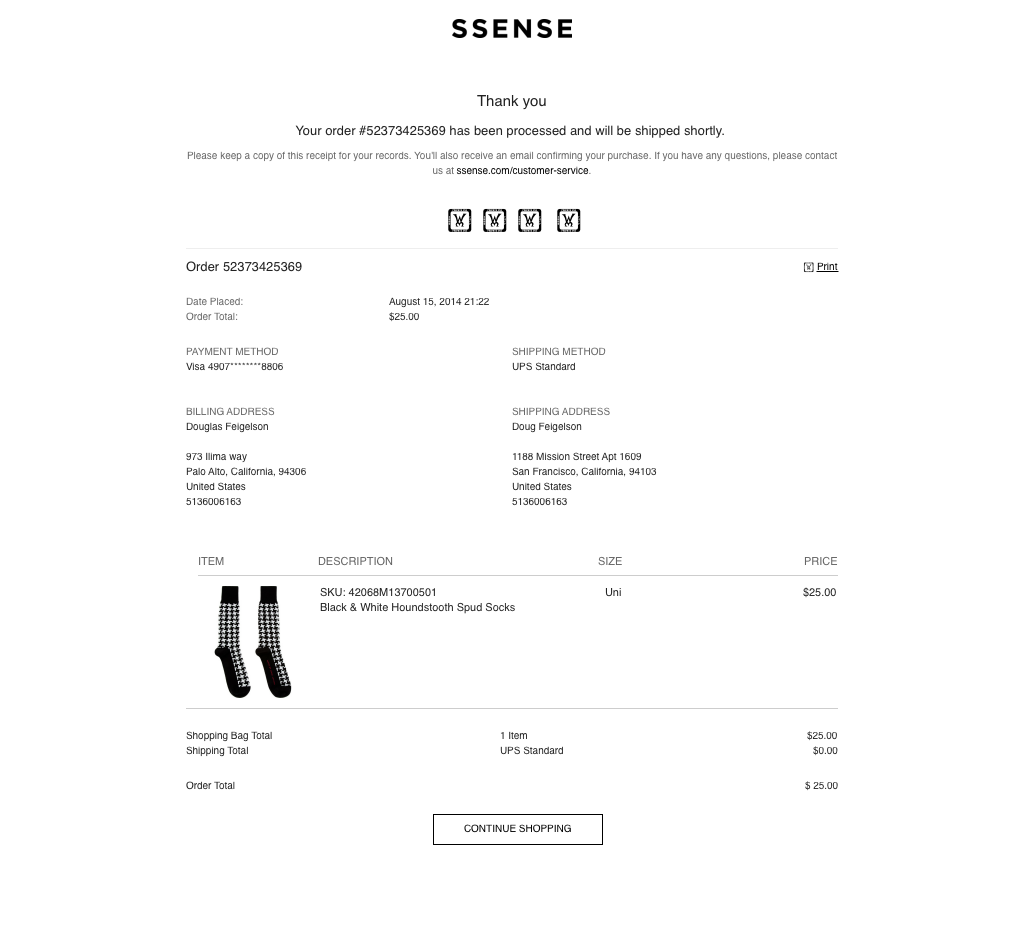 SSENSE
Thank you
Your order #52373425369 has been processed and will be shipped shortly.
Please keep a copy of this receipt for your records. You'll also receive an email confirming your purchase. If you have any questions, please contact
us at ssense.com/customer-service.
Order 52373425369 Print
Date Placed: August 15, 2014 21:22
Order Total: $25.00
PAYMENT METHOD SHIPPING METHOD
Visa 4907********8806 UPS Standard
BILLING ADDRESS SHIPPING ADDRESS
Douglas Feigelson Doug Feigelson
973 Ilima way 1188 Mission Street Apt 1609
Palo Alto, California, 94306 San Francisco, California, 94103
United States United States
5136006163 5136006163
ITEM DESCRIPTION SIZE PRICE
SKU: 42068M13700501 Uni $25.00
Black & White Houndstooth Spud Socks
Shopping Bag Total 1 Item $25.00
Shipping Total UPS Standard $0.00
Order Total $ 25.00
CONTINUE SHOPPING